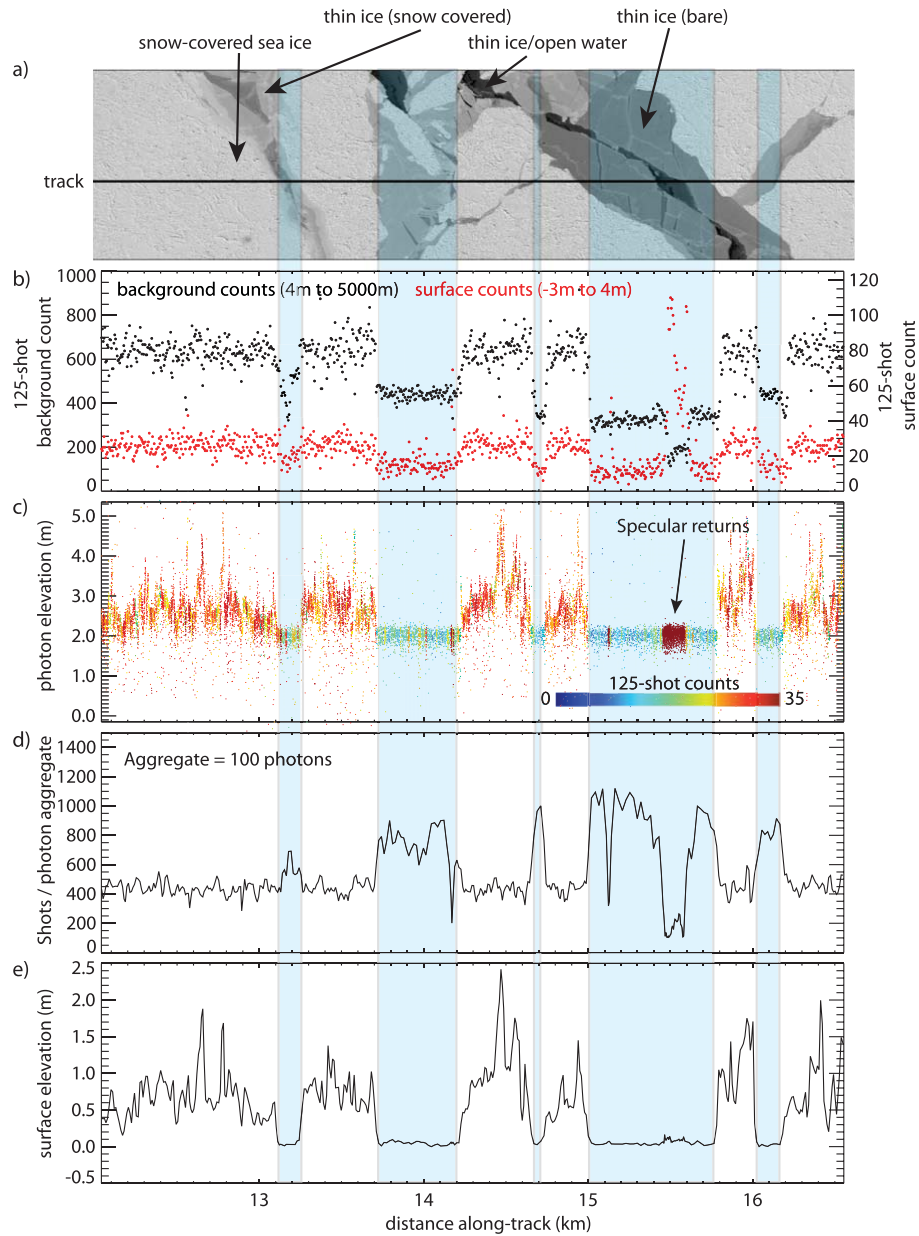 thin ice (bare)
thin ice (snow covered)
snow-covered sea ice
thin ice/open water
a)
track
b)
1000
800
600
400
200
0
125-shot
background count
background counts (4m to 5000m)
surface counts (-3m to 4m)
120
100
80
60
40
20
0
125-shot
surface count
c)
5.0
4.0
3.0
2.0
1.0
0.0
photon elevation (m)
Specular returns
125-shot counts
0
35
d)
1400
1200
1000
800
600
400
200
0
Shots / photon aggregate
Aggregate = 100 photons
e)
2.5
2.0
1.5
1.0
0.5
0.0
-0.5
surface elevation (m)
13
14
15
16
distance along-track (km)